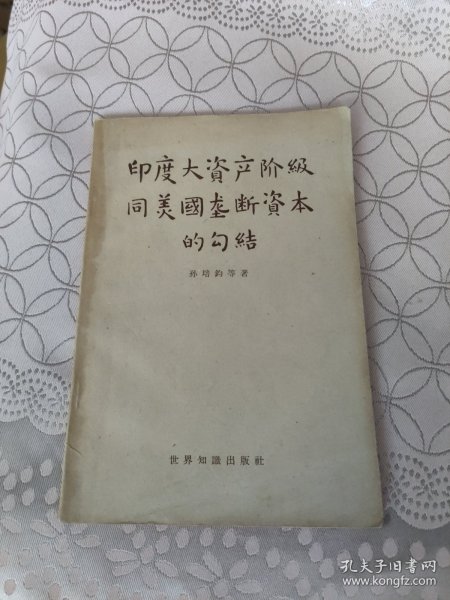 印度大資产阶級
同美國垄断資本
的勾結
孙培鈞等著
世界知識出版社
孔夫子旧书网
www.kongfz.com